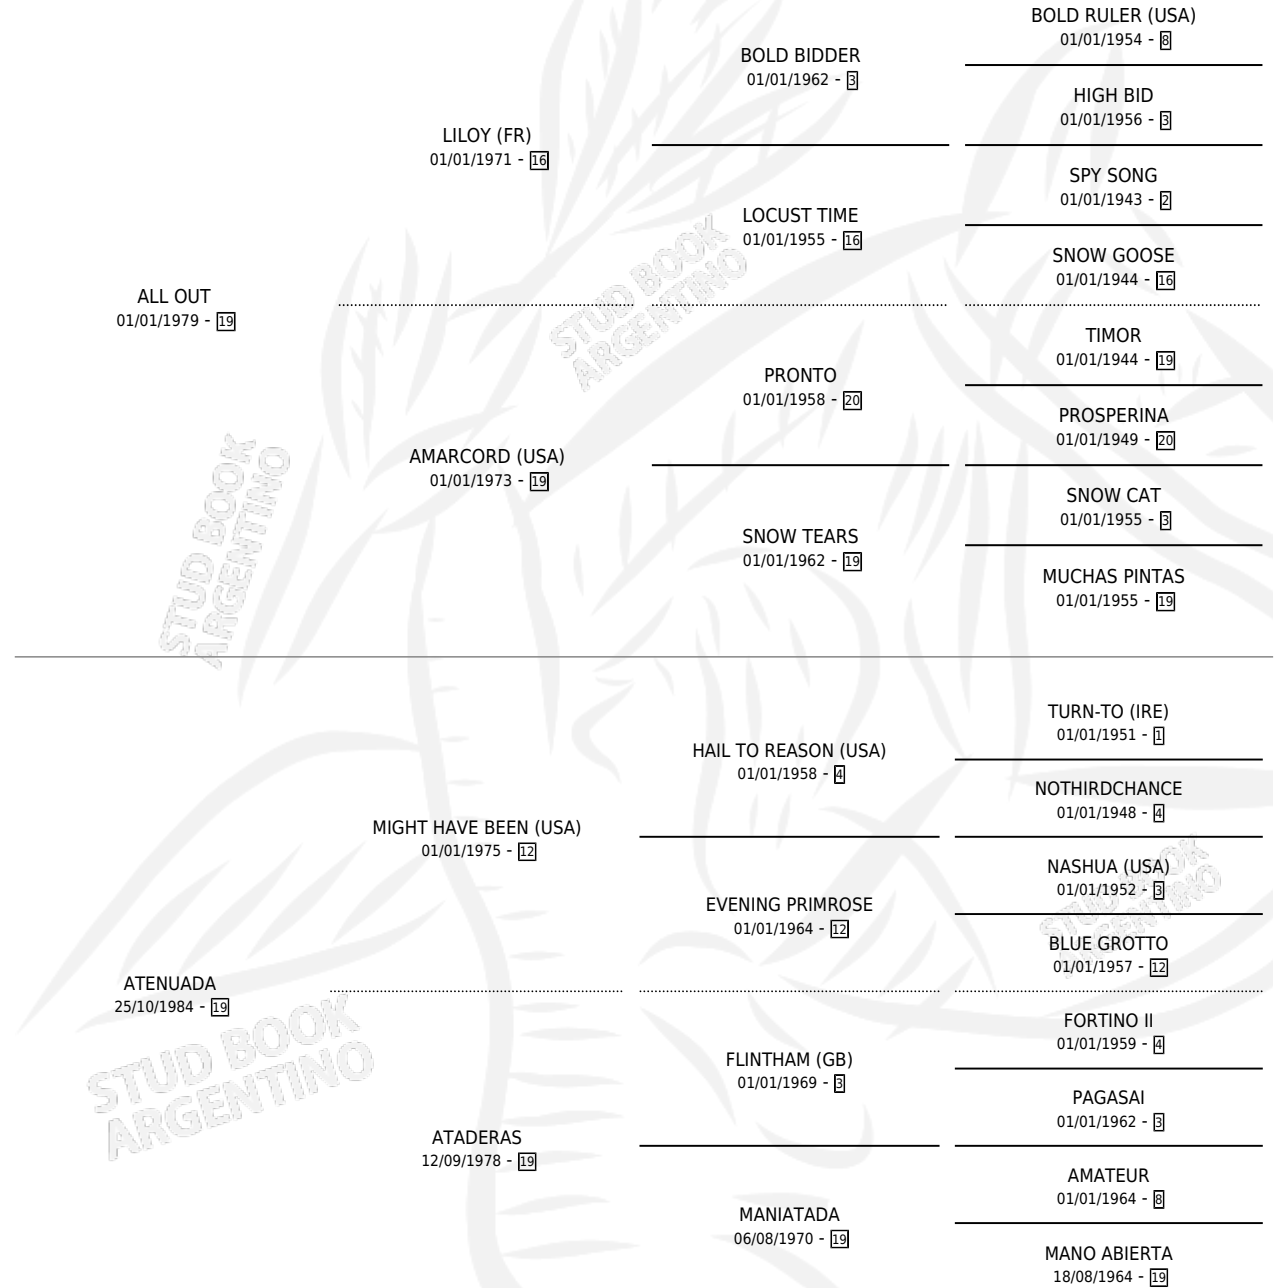 BOLD RULER (USA)
01/01/1954 - 8
BOLD BIDDER
01/01/1962 - 3
HIGH BID
01/01/1956 - 3
LILOY (FR)
01/01/1971 - 16
SPY SONG
01/01/1943 - 2
LOCUST TIME
01/01/1955 - 16
SNOW GOOSE
01/01/1944 - 16
ALL OUT
01/01/1979 - 19
STUD BOOK
ARGENTINO
TIMOR
01/01/1944 - 19
PRONTO
01/01/1958 - 20
PROSPERINA
01/01/1949 - 20
AMARCORD (USA)
01/01/1973 - 19
SNOW CAT
01/01/1955 - 3
SNOW TEARS
01/01/1962 - 19
MUCHAS PINTAS
01/01/1955 - 19
STUD BOOK
ARGENTINO
TURN-TO (IRE)
01/01/1951 - 1
HAIL TO REASON (USA)
01/01/1958 - 4
NOTHIRDCHANCE
01/01/1948 - 4
MIGHT HAVE BEEN (USA)
01/01/1975 - 12
NASHUA (USA)
01/01/1952 - 3
EVENING PRIMROSE
01/01/1964 - 12
BLUE GROTTO
01/01/1957 - 12
STUD BOOK
ARGENTINO
ATENUADA
25/10/1984 - 19
FORTINO II
01/01/1959 - 4
FLINTHAM (GB)
01/01/1969 - 3
PAGASAI
01/01/1962 - 3
STUD BOOK
ARGENTINO
ATADERAS
12/09/1978 - 19
AMATEUR
01/01/1964 - 8
MANIATADA
06/08/1970 - 19
MANO ABIERTA
18/08/1964 - 19